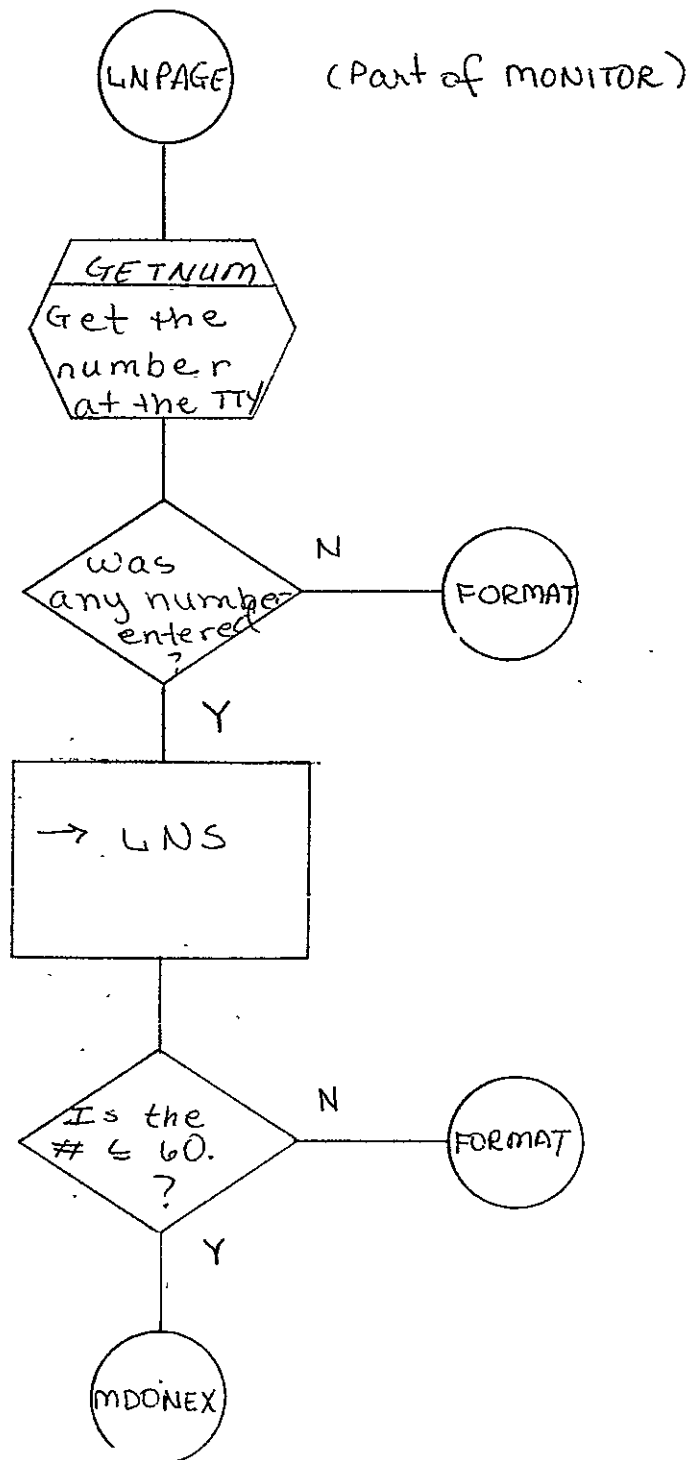 LNPAGE
(Part of MONITOR)
GETNUM
Get the
number
at the TTY
was
any number
entered
?
N
FORMAT
Y
→ LNS
Is the
# ≤ 60.
?
N
FORMAT
Y
MDONEX